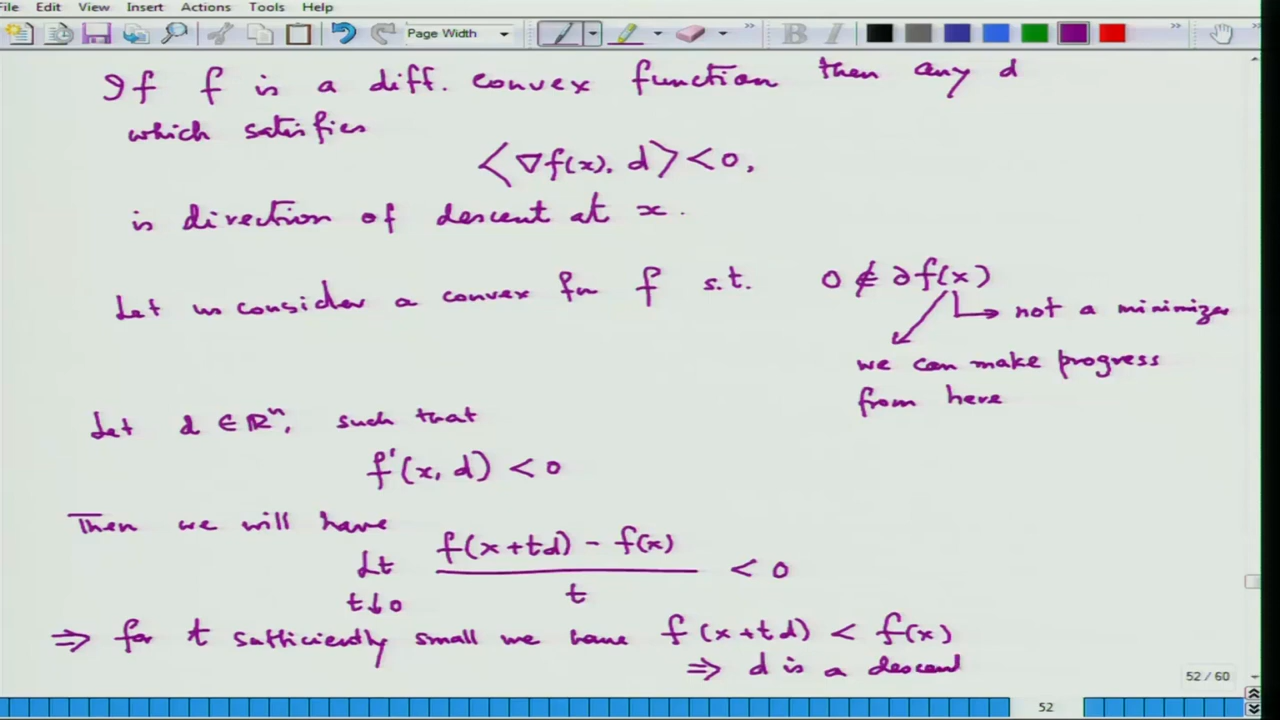 File Edit View Insert Actions Tools Help
Page Width
If f is a diff. convex function then any d
which satisfies
⟨∇f(x), d⟩ < 0,
is direction of descent at x.
Let us consider a convex fn f s.t. 0 ∉ ∂f(x)
→ not a minimizer
we can make progress
from here
Let d ∈ ℝⁿ, such that
f'(x, d) < 0
Then we will have
Lt t↓0 (f(x+td) - f(x)) / t < 0
⇒ for t sufficiently small we have f(x+td) < f(x)
⇒ d is a descent
52 / 60
52